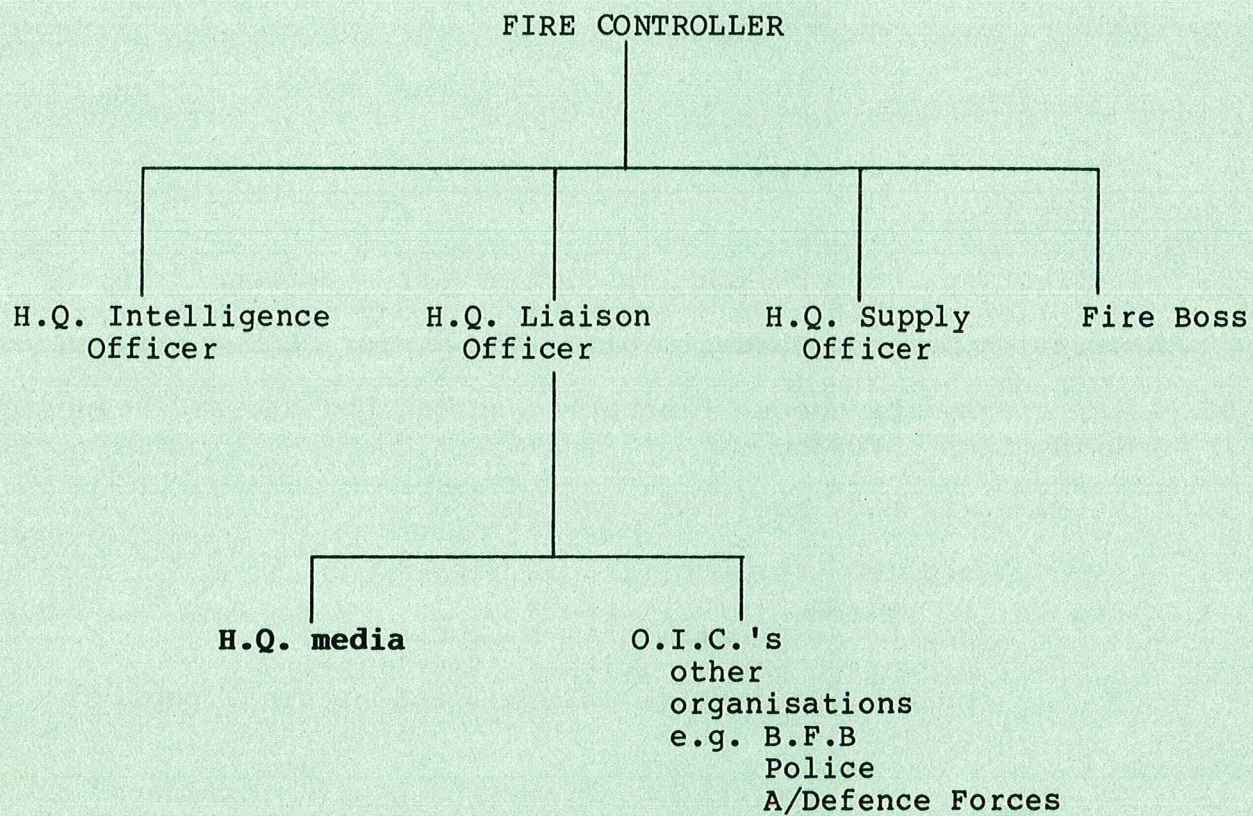 FIRE CONTROLLER
H.Q. Intelligence Officer
H.Q. Liaison Officer
H.Q. Supply Officer
Fire Boss
H.Q. media
O.I.C.'s
other
organisations
e.g. B.F.B
Police
A/Defence Forces